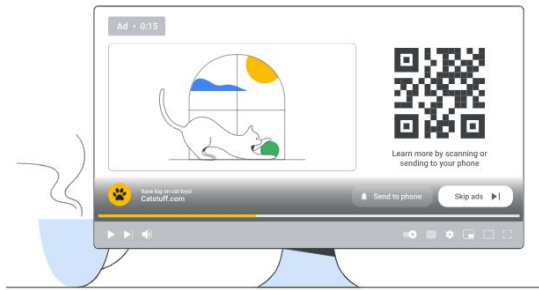 Ad • 0:15
Learn more by scanning or
sending to your phone
Save big on cat toys!
Catstuff.com
Send to phone
Skip ads